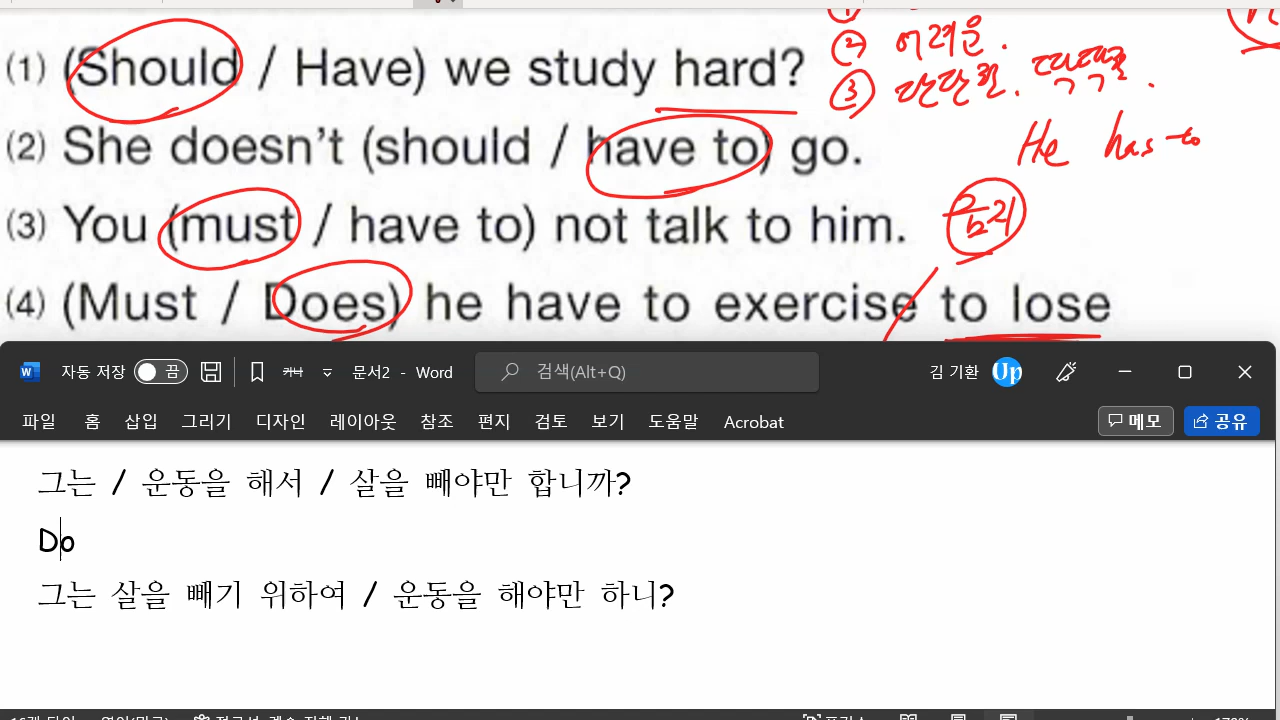 (1) (Should / Have) we study hard?
② 어려운.
③ 단단한. 딱딱한.
(2) She doesn't (should / have to) go.
He has to
(3) You (must / have to) not talk to him.
금지
(4) (Must / Does) he have to exercise to lose
자동 저장 끔 가나 문서2 - Word 검색(Alt+Q) 김 기환 Up
파일 홈 삽입 그리기 디자인 레이아웃 참조 편지 검토 보기 도움말 Acrobat 메모 공유
그는 / 운동을 해서 / 살을 빼야만 합니까?
Do
그는 살을 빼기 위하여 / 운동을 해야만 하니?